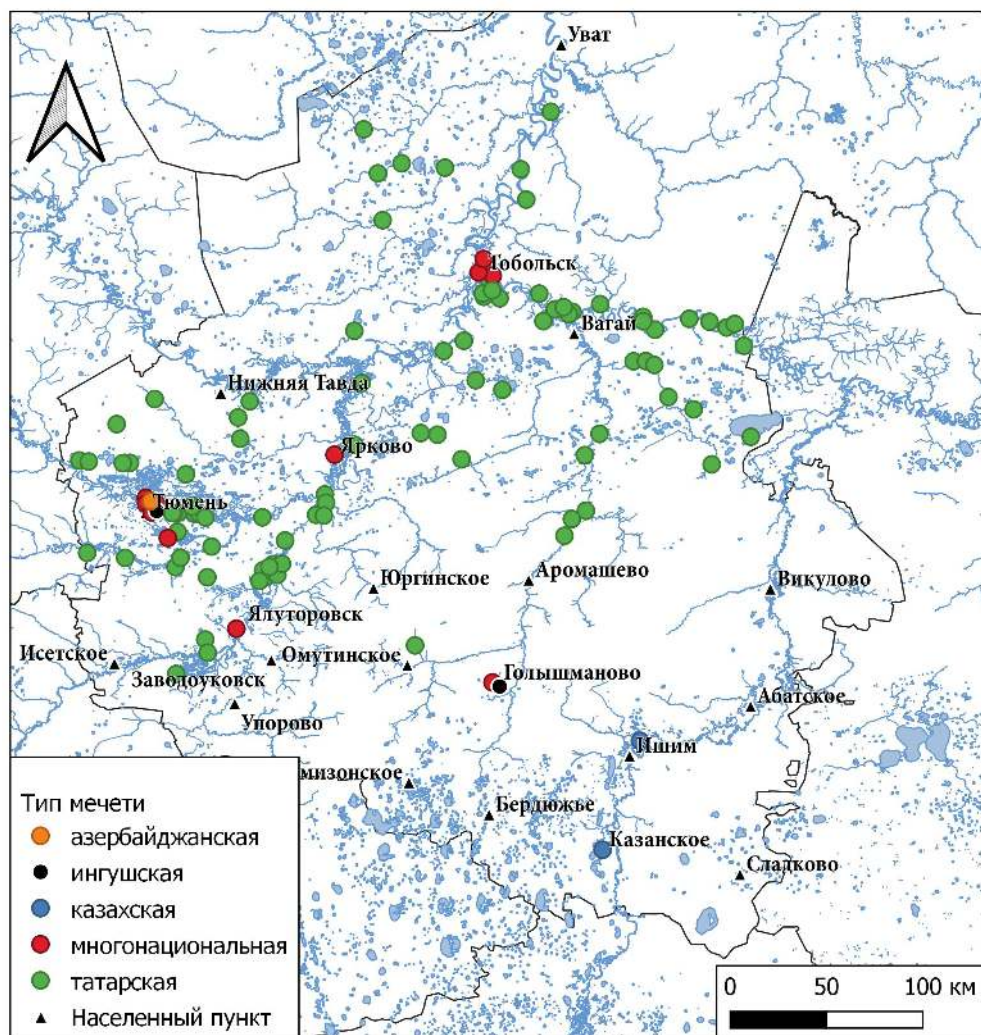 Уват
Тобольск
Вагай
Нижняя Тавда
Ярково
Тюмень
Юргинское
Аромашево
Викулово
Ялуторовск
Исетское
Омутинское
Заводоуковск
Голышманово
Упорово
Абатское
Ишим
мизонское
Бердюжье
Казанское
Сладково
Тип мечети
азербайджанская
ингушская
казахская
многонациональная
татарская
Населенный пункт
0 50 100 км